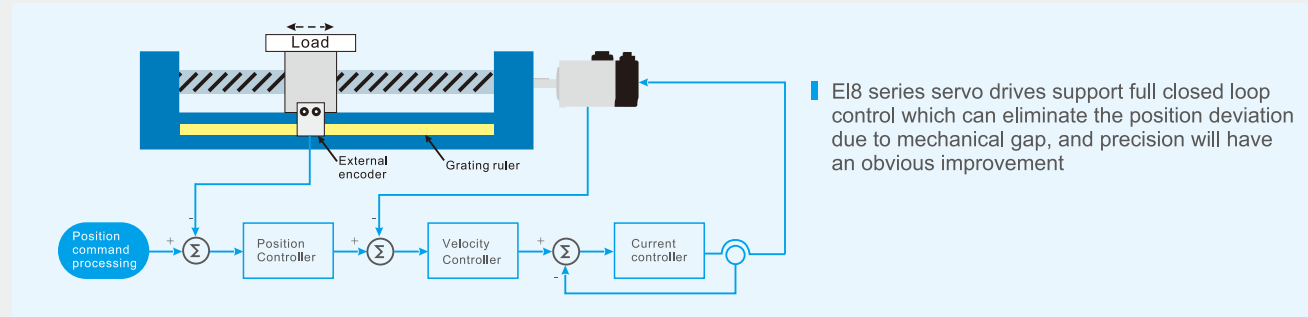 Load
El8 series servo drives support full closed loop
control which can eliminate the position deviation
due to mechanical gap, and precision will have
an obvious improvement
External
encoder
Grating ruler
-
-
Position
command
processing
+
Σ
Position
Controller
+
Σ
Velocity
Controller
+
Σ
-
Current
controller